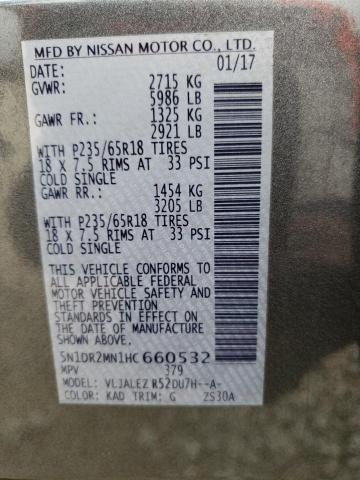 MFD BY NISSAN MOTOR CO., LTD.
DATE: 01/17
GVWR: 2715 KG
5986 LB
GAWR FR.: 1325 KG
2921 LB
WITH P235/65R18 TIRES
18 X 7.5 RIMS AT 33 PSI
COLD SINGLE
GAWR RR.: 1454 KG
3205 LB
WITH P235/65R18 TIRES
18 X 7.5 RIMS AT 33 PSI
COLD SINGLE
THIS VEHICLE CONFORMS TO
ALL APPLICABLE FEDERAL
MOTOR VEHICLE SAFETY AND
THEFT PREVENTION
STANDARDS IN EFFECT ON
THE DATE OF MANUFACTURE
SHOWN ABOVE.
5N1DR2MN1HC660532
MPV 379
MODEL: VLJALEZ R52DU7H--A-
COLOR: KAD TRIM: G ZS30A